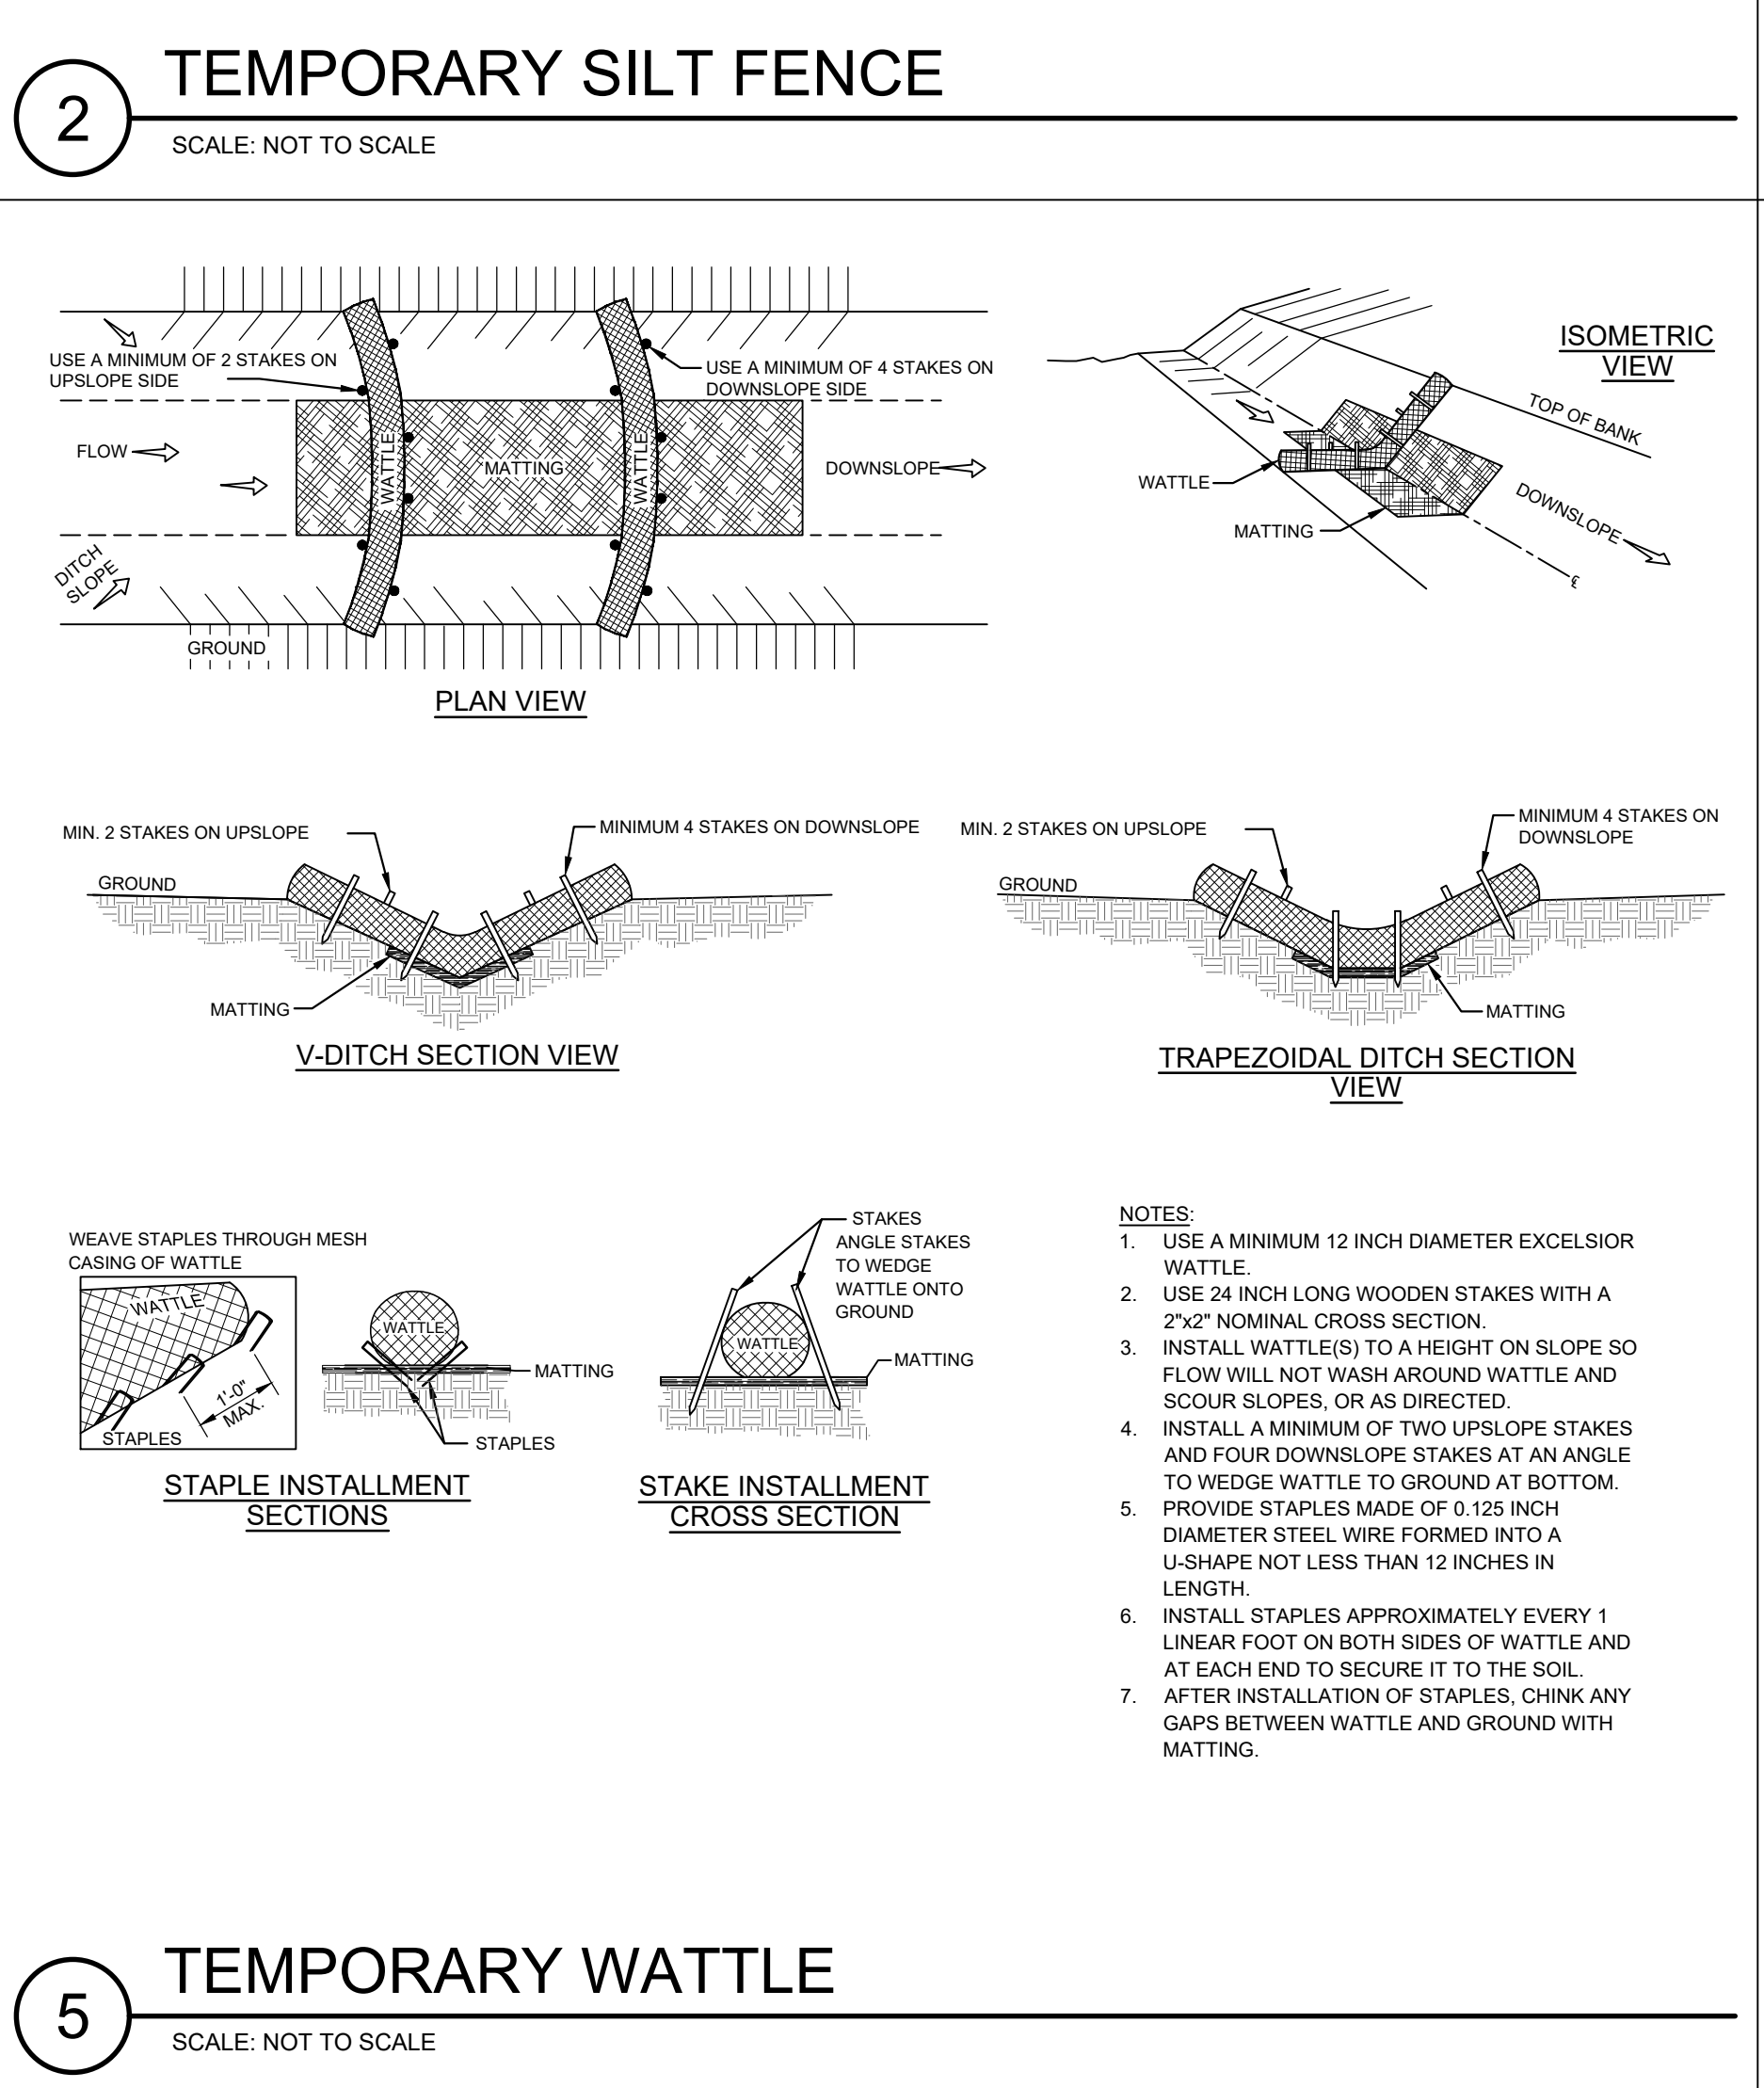 2
TEMPORARY SILT FENCE
SCALE: NOT TO SCALE
USE A MINIMUM OF 2 STAKES ON
UPSLOPE SIDE
USE A MINIMUM OF 4 STAKES ON
DOWNSLOPE SIDE
FLOW
WATTLE
MATTING
WATTLE
DOWNSLOPE
DITCH
SLOPE
GROUND
PLAN VIEW
ISOMETRIC
VIEW
TOP OF BANK
WATTLE
MATTING
DOWNSLOPE
℄
MIN. 2 STAKES ON UPSLOPE
MINIMUM 4 STAKES ON DOWNSLOPE
GROUND
MATTING
V-DITCH SECTION VIEW
MIN. 2 STAKES ON UPSLOPE
MINIMUM 4 STAKES ON
DOWNSLOPE
GROUND
MATTING
TRAPEZOIDAL DITCH SECTION
VIEW
WEAVE STAPLES THROUGH MESH
CASING OF WATTLE
WATTLE
1'-0"
MAX.
STAPLES
WATTLE
MATTING
STAPLES
STAPLE INSTALLMENT
SECTIONS
STAKES
ANGLE STAKES
TO WEDGE
WATTLE ONTO
GROUND
WATTLE
MATTING
STAKE INSTALLMENT
CROSS SECTION
NOTES:
1. USE A MINIMUM 12 INCH DIAMETER EXCELSIOR
WATTLE.
2. USE 24 INCH LONG WOODEN STAKES WITH A
2"x2" NOMINAL CROSS SECTION.
3. INSTALL WATTLE(S) TO A HEIGHT ON SLOPE SO
FLOW WILL NOT WASH AROUND WATTLE AND
SCOUR SLOPES, OR AS DIRECTED.
4. INSTALL A MINIMUM OF TWO UPSLOPE STAKES
AND FOUR DOWNSLOPE STAKES AT AN ANGLE
TO WEDGE WATTLE TO GROUND AT BOTTOM.
5. PROVIDE STAPLES MADE OF 0.125 INCH
DIAMETER STEEL WIRE FORMED INTO A
U-SHAPE NOT LESS THAN 12 INCHES IN
LENGTH.
6. INSTALL STAPLES APPROXIMATELY EVERY 1
LINEAR FOOT ON BOTH SIDES OF WATTLE AND
AT EACH END TO SECURE IT TO THE SOIL.
7. AFTER INSTALLATION OF STAPLES, CHINK ANY
GAPS BETWEEN WATTLE AND GROUND WITH
MATTING.
5
TEMPORARY WATTLE
SCALE: NOT TO SCALE